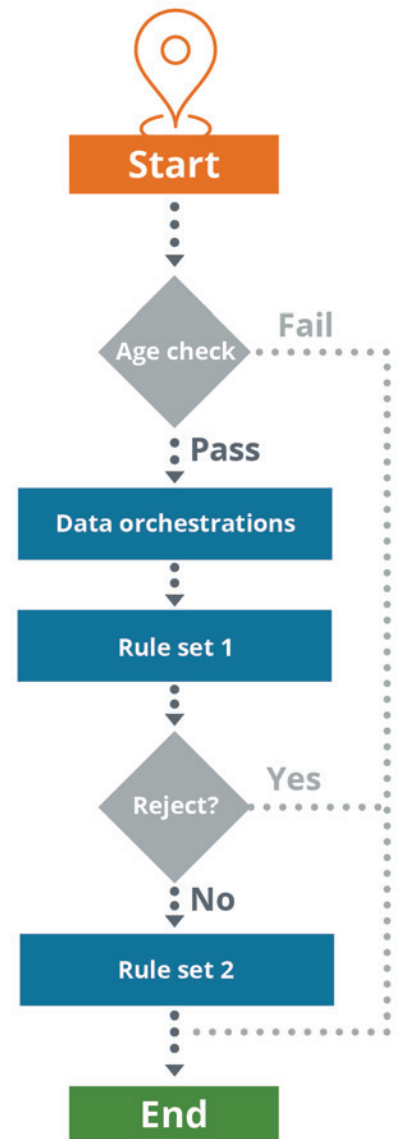 Start
Age check
Fail
Pass
Data orchestrations
Rule set 1
Reject?
Yes
No
Rule set 2
End